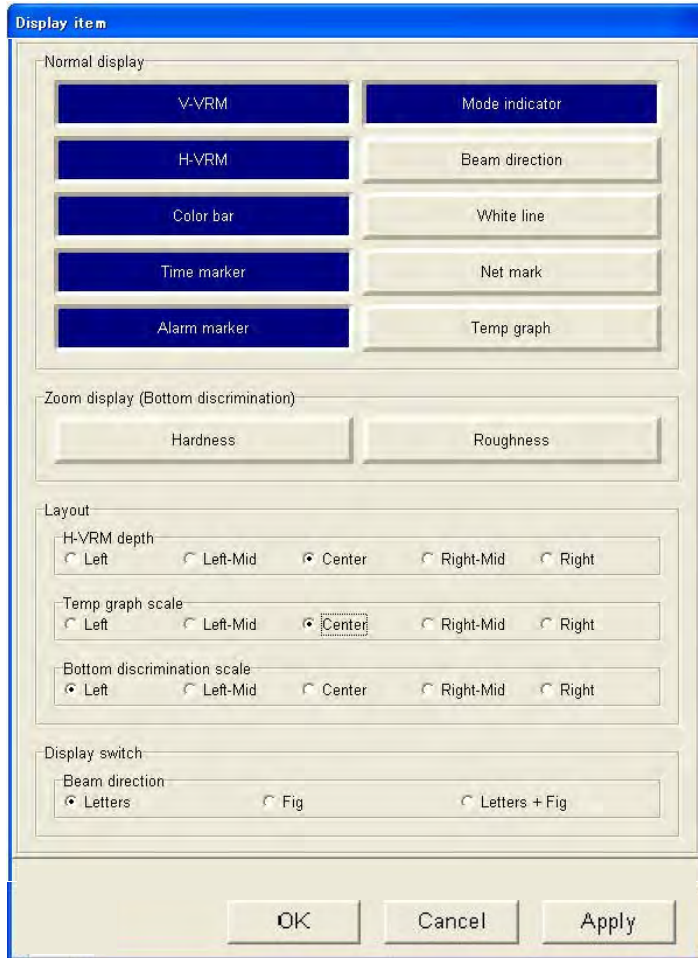 Display item
Normal display
V-VRM Mode indicator
H-VRM Beam direction
Color bar White line
Time marker Net mark
Alarm marker Temp graph
Zoom display (Bottom discrimination)
Hardness Roughness
Layout
H-VRM depth
Left Left-Mid Center Right-Mid Right
Temp graph scale
Left Left-Mid Center Right-Mid Right
Bottom discrimination scale
Left Left-Mid Center Right-Mid Right
Display switch
Beam direction
Letters Fig Letters + Fig
OK Cancel Apply